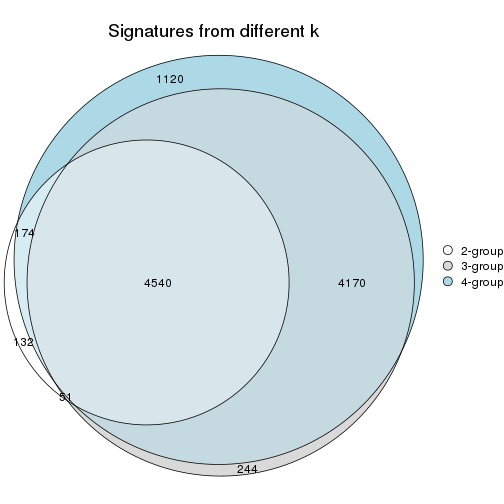 Signatures from different k
1120
174
4540
4170
132
51
244
2-group
3-group
4-group